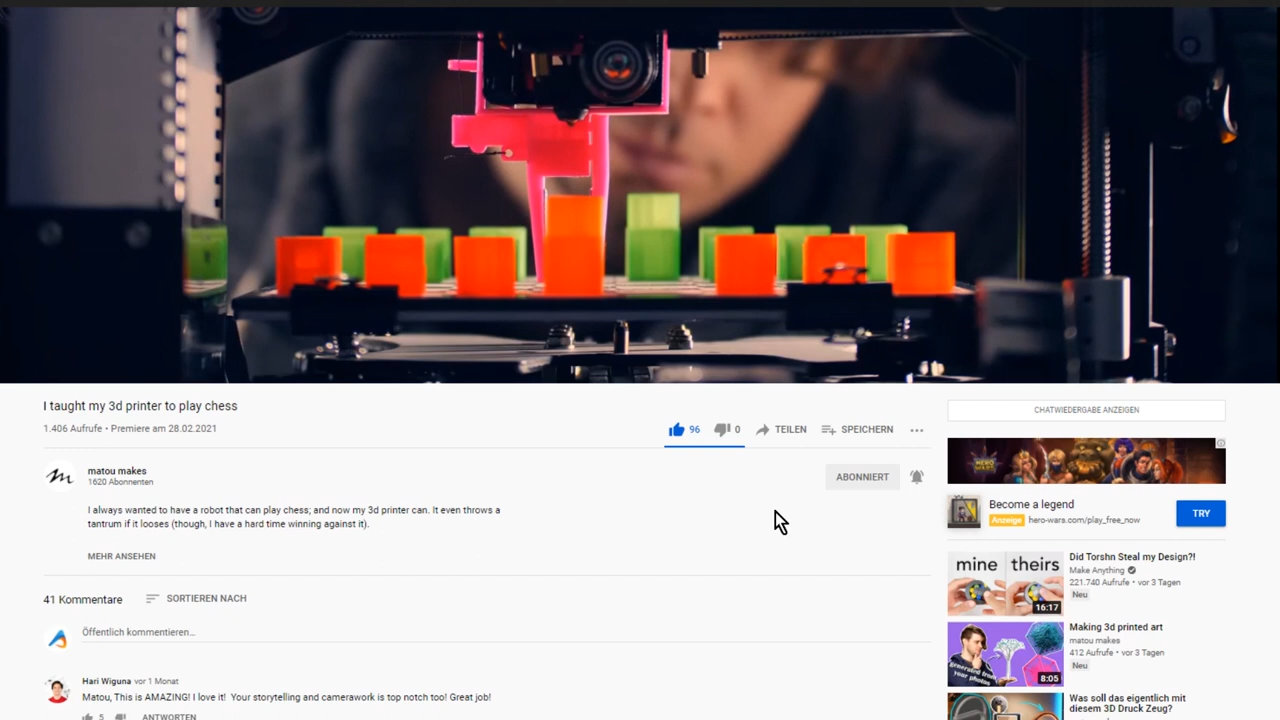 I taught my 3d printer to play chess
1.406 Aufrufe • Premiere am 28.02.2021
96
0
TEILEN
SPEICHERN
matou makes
1620 Abonnenten
ABONNIERT
I always wanted to have a robot that can play chess; and now my 3d printer can. It even throws a
tantrum if it looses (though, I have a hard time winning against it).
MEHR ANSEHEN
41 Kommentare
SORTIEREN NACH
Öffentlich kommentieren...
Hari Wiguna vor 1 Monat
Matou, This is AMAZING! I love it! Your storytelling and camerawork is top notch too! Great job!
5
ANTWORTEN
CHATWIEDERGABE ANZEIGEN
HERO
WARS
Become a legend
Anzeige hero-wars.com/play_free_now
TRY
mine theirs
16:17
Did Torshn Steal my Design?!
Make Anything
221.740 Aufrufe • vor 3 Tagen
Neu
generated from
your photos
8:05
Making 3d printed art
matou makes
412 Aufrufe • vor 3 Tagen
Neu
Was soll das eigentlich mit
diesem 3D Druck Zeug?